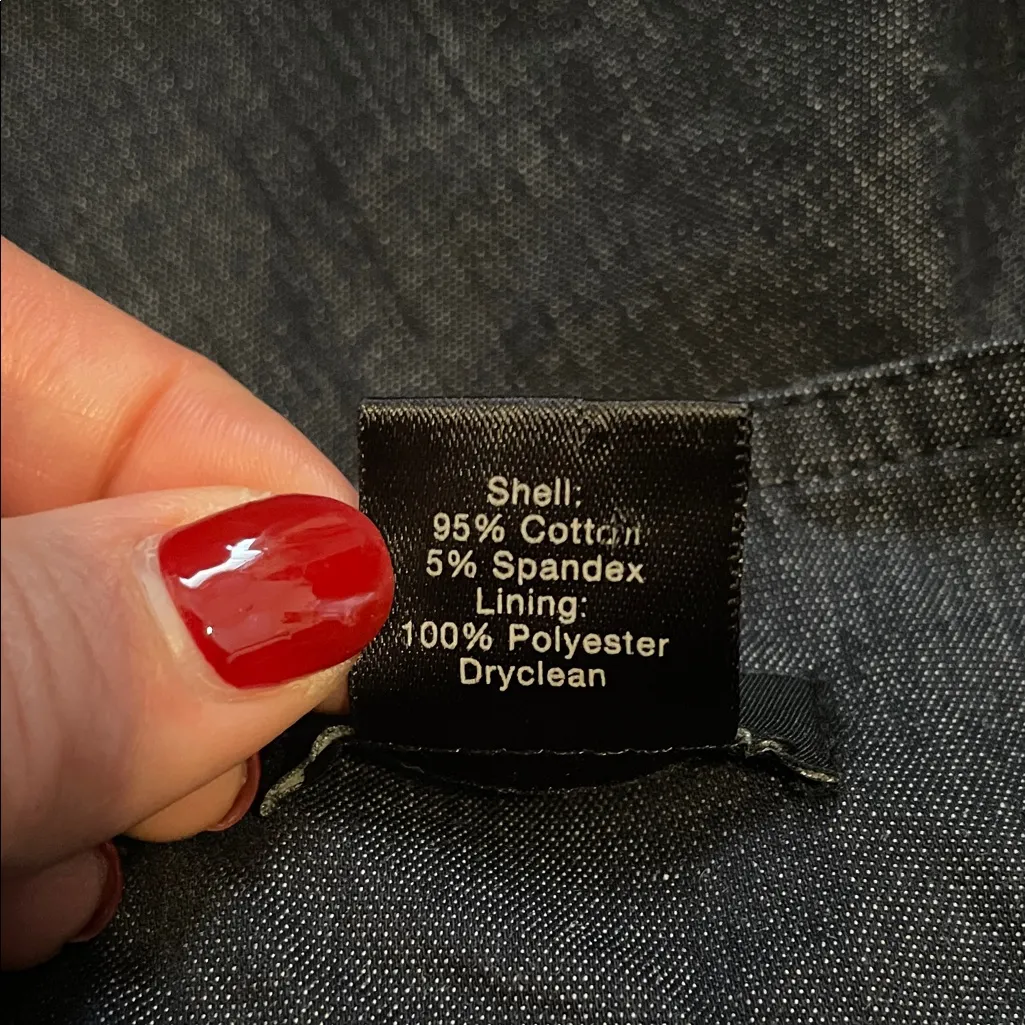 Shell:
95% Cotton
5% Spandex
Lining:
100% Polyester
Dryclean